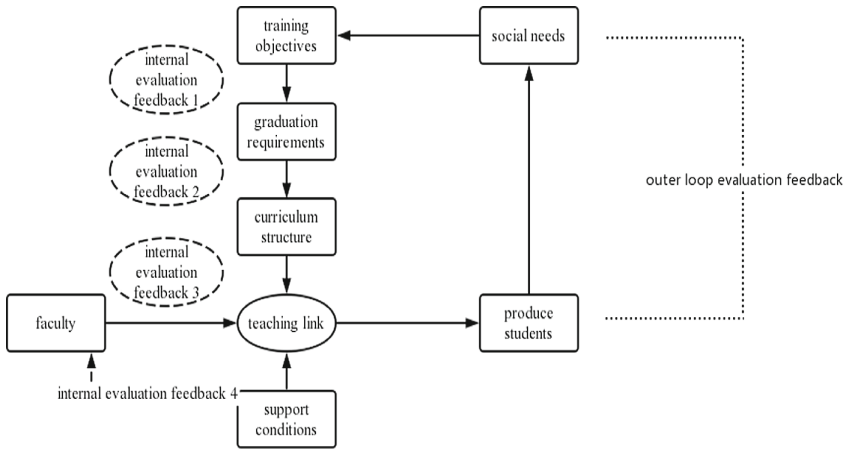 training
objectives
social needs
internal
evaluation
feedback 1
graduation
requirements
internal
evaluation
feedback 2
outer loop evaluation feedback
curriculum
structure
internal
evaluation
feedback 3
faculty
teaching link
produce
students
internal evaluation feedback 4
support
conditions